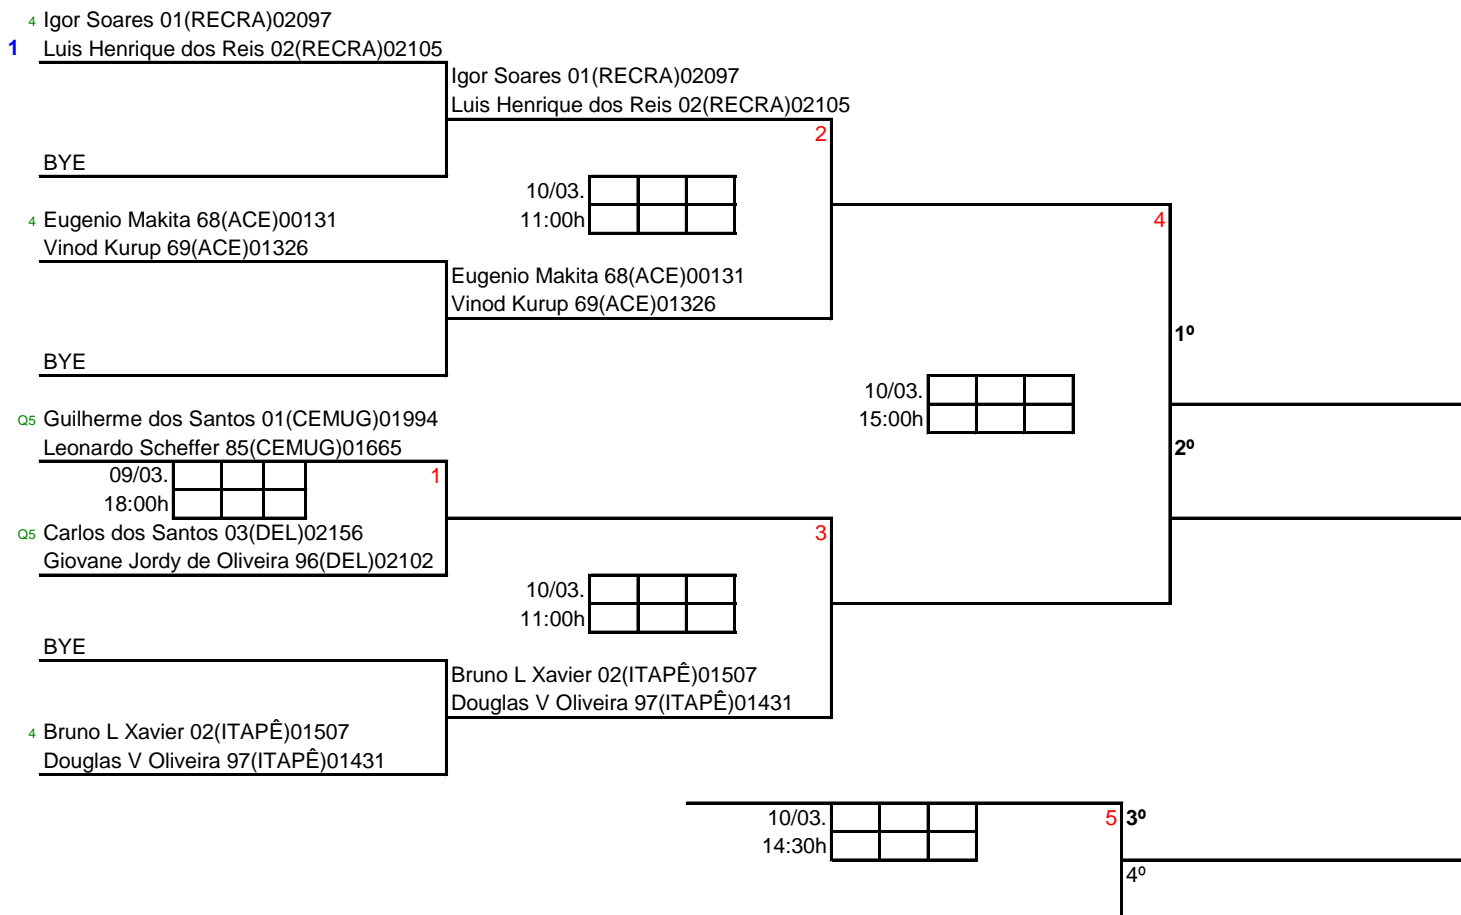 4 Igor Soares 01(RECRA)02097
1 Luis Henrique dos Reis 02(RECRA)02105
Igor Soares 01(RECRA)02097
Luis Henrique dos Reis 02(RECRA)02105
2
BYE
10/03.
11:00h
4 Eugenio Makita 68(ACE)00131
Vinod Kurup 69(ACE)01326
4
Eugenio Makita 68(ACE)00131
Vinod Kurup 69(ACE)01326
1º
BYE
10/03.
15:00h
Q5 Guilherme dos Santos 01(CEMUG)01994
Leonardo Scheffer 85(CEMUG)01665
2º
09/03.
18:00h
1
Q5 Carlos dos Santos 03(DEL)02156
Giovane Jordy de Oliveira 96(DEL)02102
3
10/03.
11:00h
BYE
Bruno L Xavier 02(ITAPÊ)01507
Douglas V Oliveira 97(ITAPÊ)01431
4 Bruno L Xavier 02(ITAPÊ)01507
Douglas V Oliveira 97(ITAPÊ)01431
10/03.
14:30h
5 3º
4º